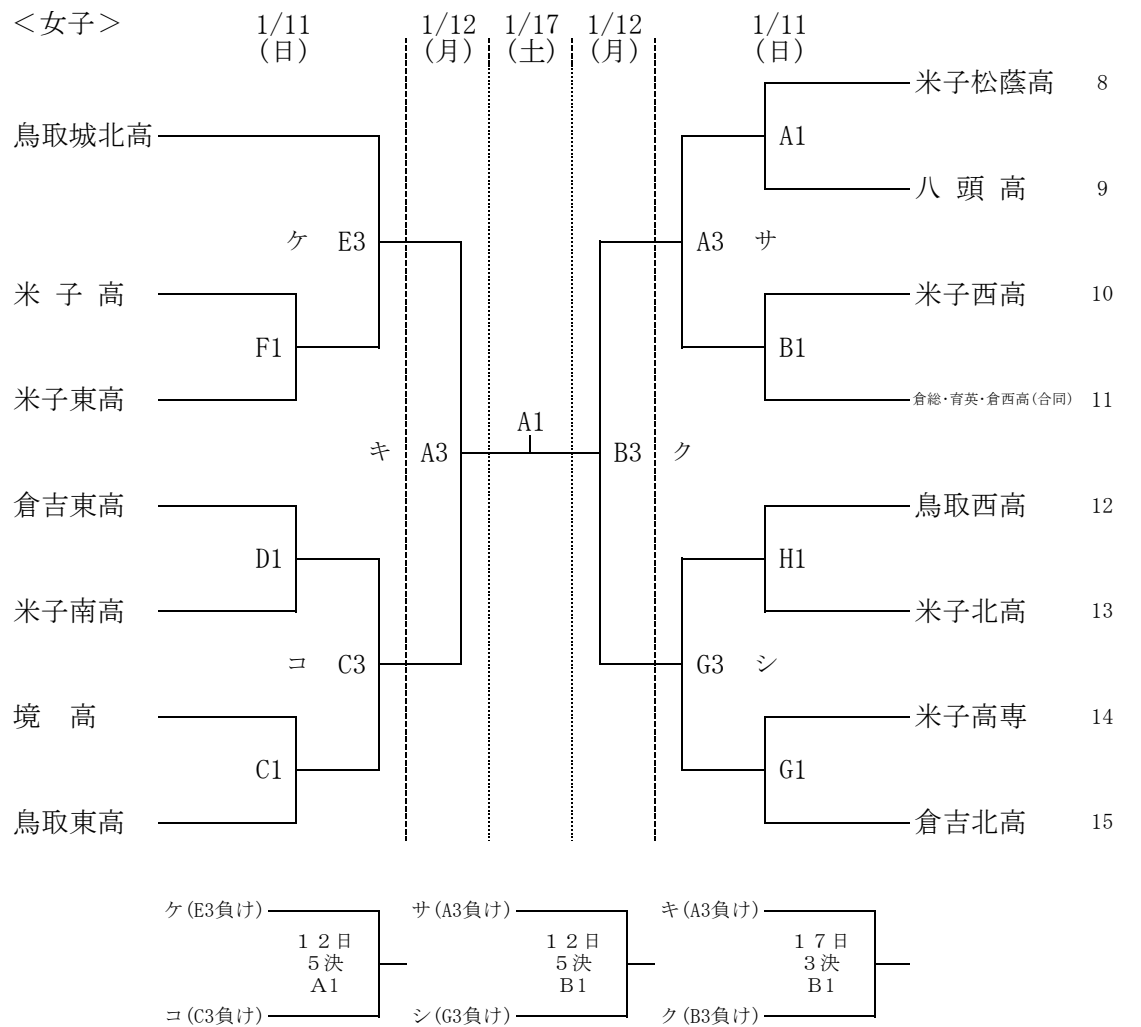 ＜女子＞
1/11 1/12 1/17 1/12 1/11
(日) (月) (土) (月) (日)
米子松蔭高 8
鳥取城北高
A1
八 頭 高 9
ケ E3
A3 サ
米 子 高
米子西高 10
F1
B1
米子東高
倉総・育英・倉西高(合同) 11
A1
キ A3
B3 ク
倉吉東高
鳥取西高 12
D1
H1
米子南高
米子北高 13
コ C3
G3 シ
境 高
米子高専 14
C1
G1
鳥取東高
倉吉北高 15
ケ(E3負け) サ(A3負け) キ(A3負け)
１２日 １２日 １７日
５決 ５決 ３決
A1 B1 B1
コ(C3負け) シ(G3負け) ク(B3負け)